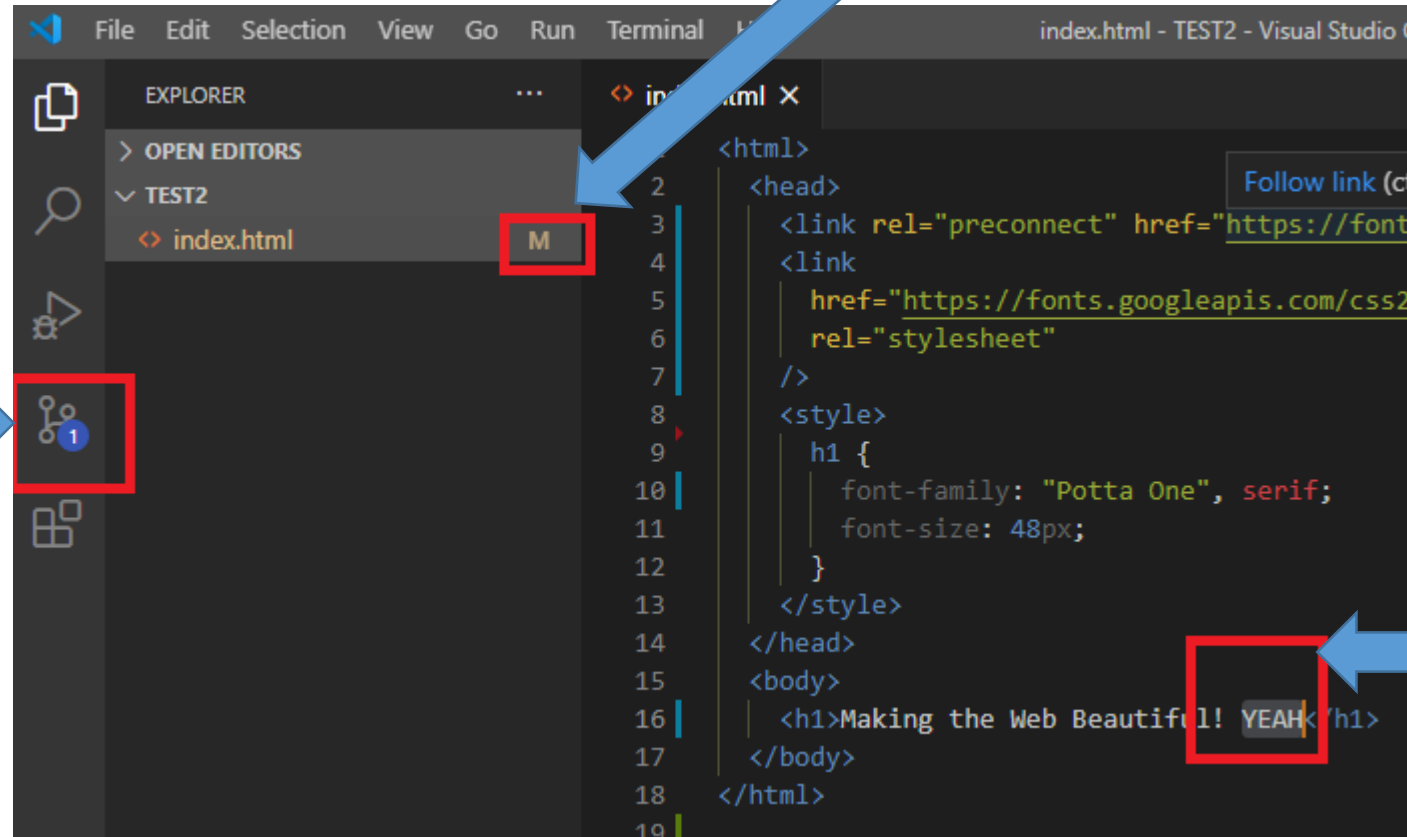 File Edit Selection View Go Run Terminal
index.html - TEST2 - Visual Studio
EXPLORER ...
OPEN EDITORS
TEST2
<> index.html M
1
2
3
4
5
6
7
8
9
10
11
12
13
14
15
16
17
18
19
<html>
<head>
Follow link
<link rel="preconnect" href="https://font
<link
href="https://fonts.googleapis.com/css2
rel="stylesheet"
/>
<style>
h1 {
font-family: "Potta One", serif;
font-size: 48px;
}
</style>
</head>
<body>
<h1>Making the Web Beautiful! YEAH</h1>
</body>
</html>